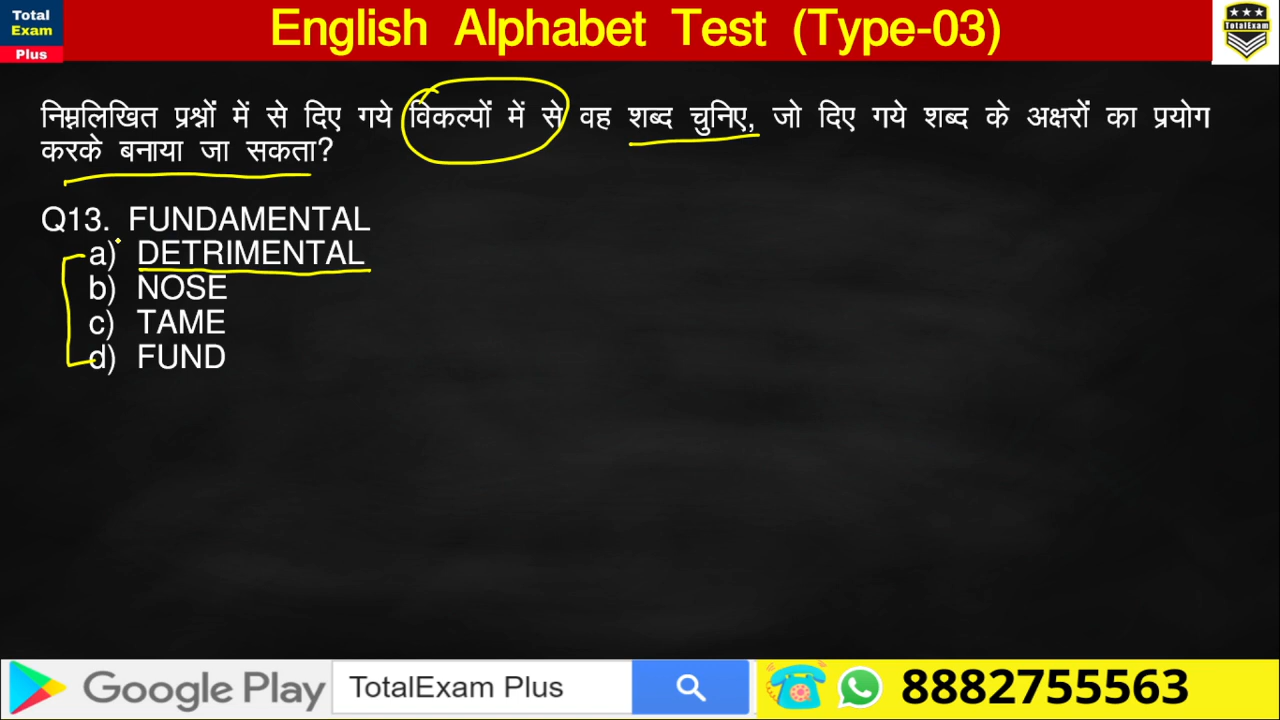 Total
Exam
Plus
English Alphabet Test (Type-03)
TotalExam
निम्नलिखित प्रश्नों में से दिए गये विकल्पों में से वह शब्द चुनिए, जो दिए गये शब्द के अक्षरों का प्रयोग
करके बनाया जा सकता?
Q13. FUNDAMENTAL
a) DETRIMENTAL
b) NOSE
c) TAME
d) FUND
Google Play
TotalExam Plus
8882755563